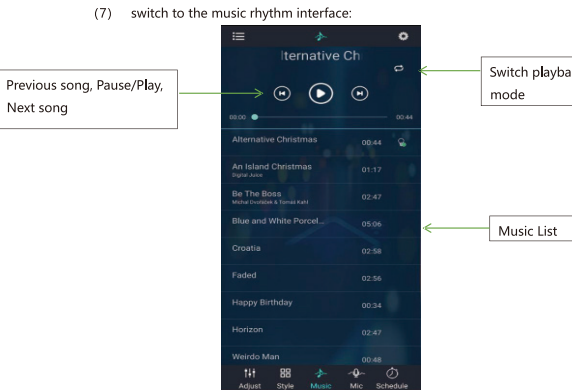 (7) switch to the music rhythm interface:
lternative Ch
Previous song, Pause/Play,
Next song
Switch playba
mode
00:00
00:44
Alternative Christmas 00:44
An Island Christmas 01:17
Digital Juice
Be The Boss 02:47
Michal Dvořáček & Tomáš Kahl
Blue and White Porcel... 05:06
Music List
Croatia 02:58
Faded 02:56
Happy Birthday 00:34
Horizon 02:47
Weirdo Man 00:48
Adjust Style Music Mic Schedule